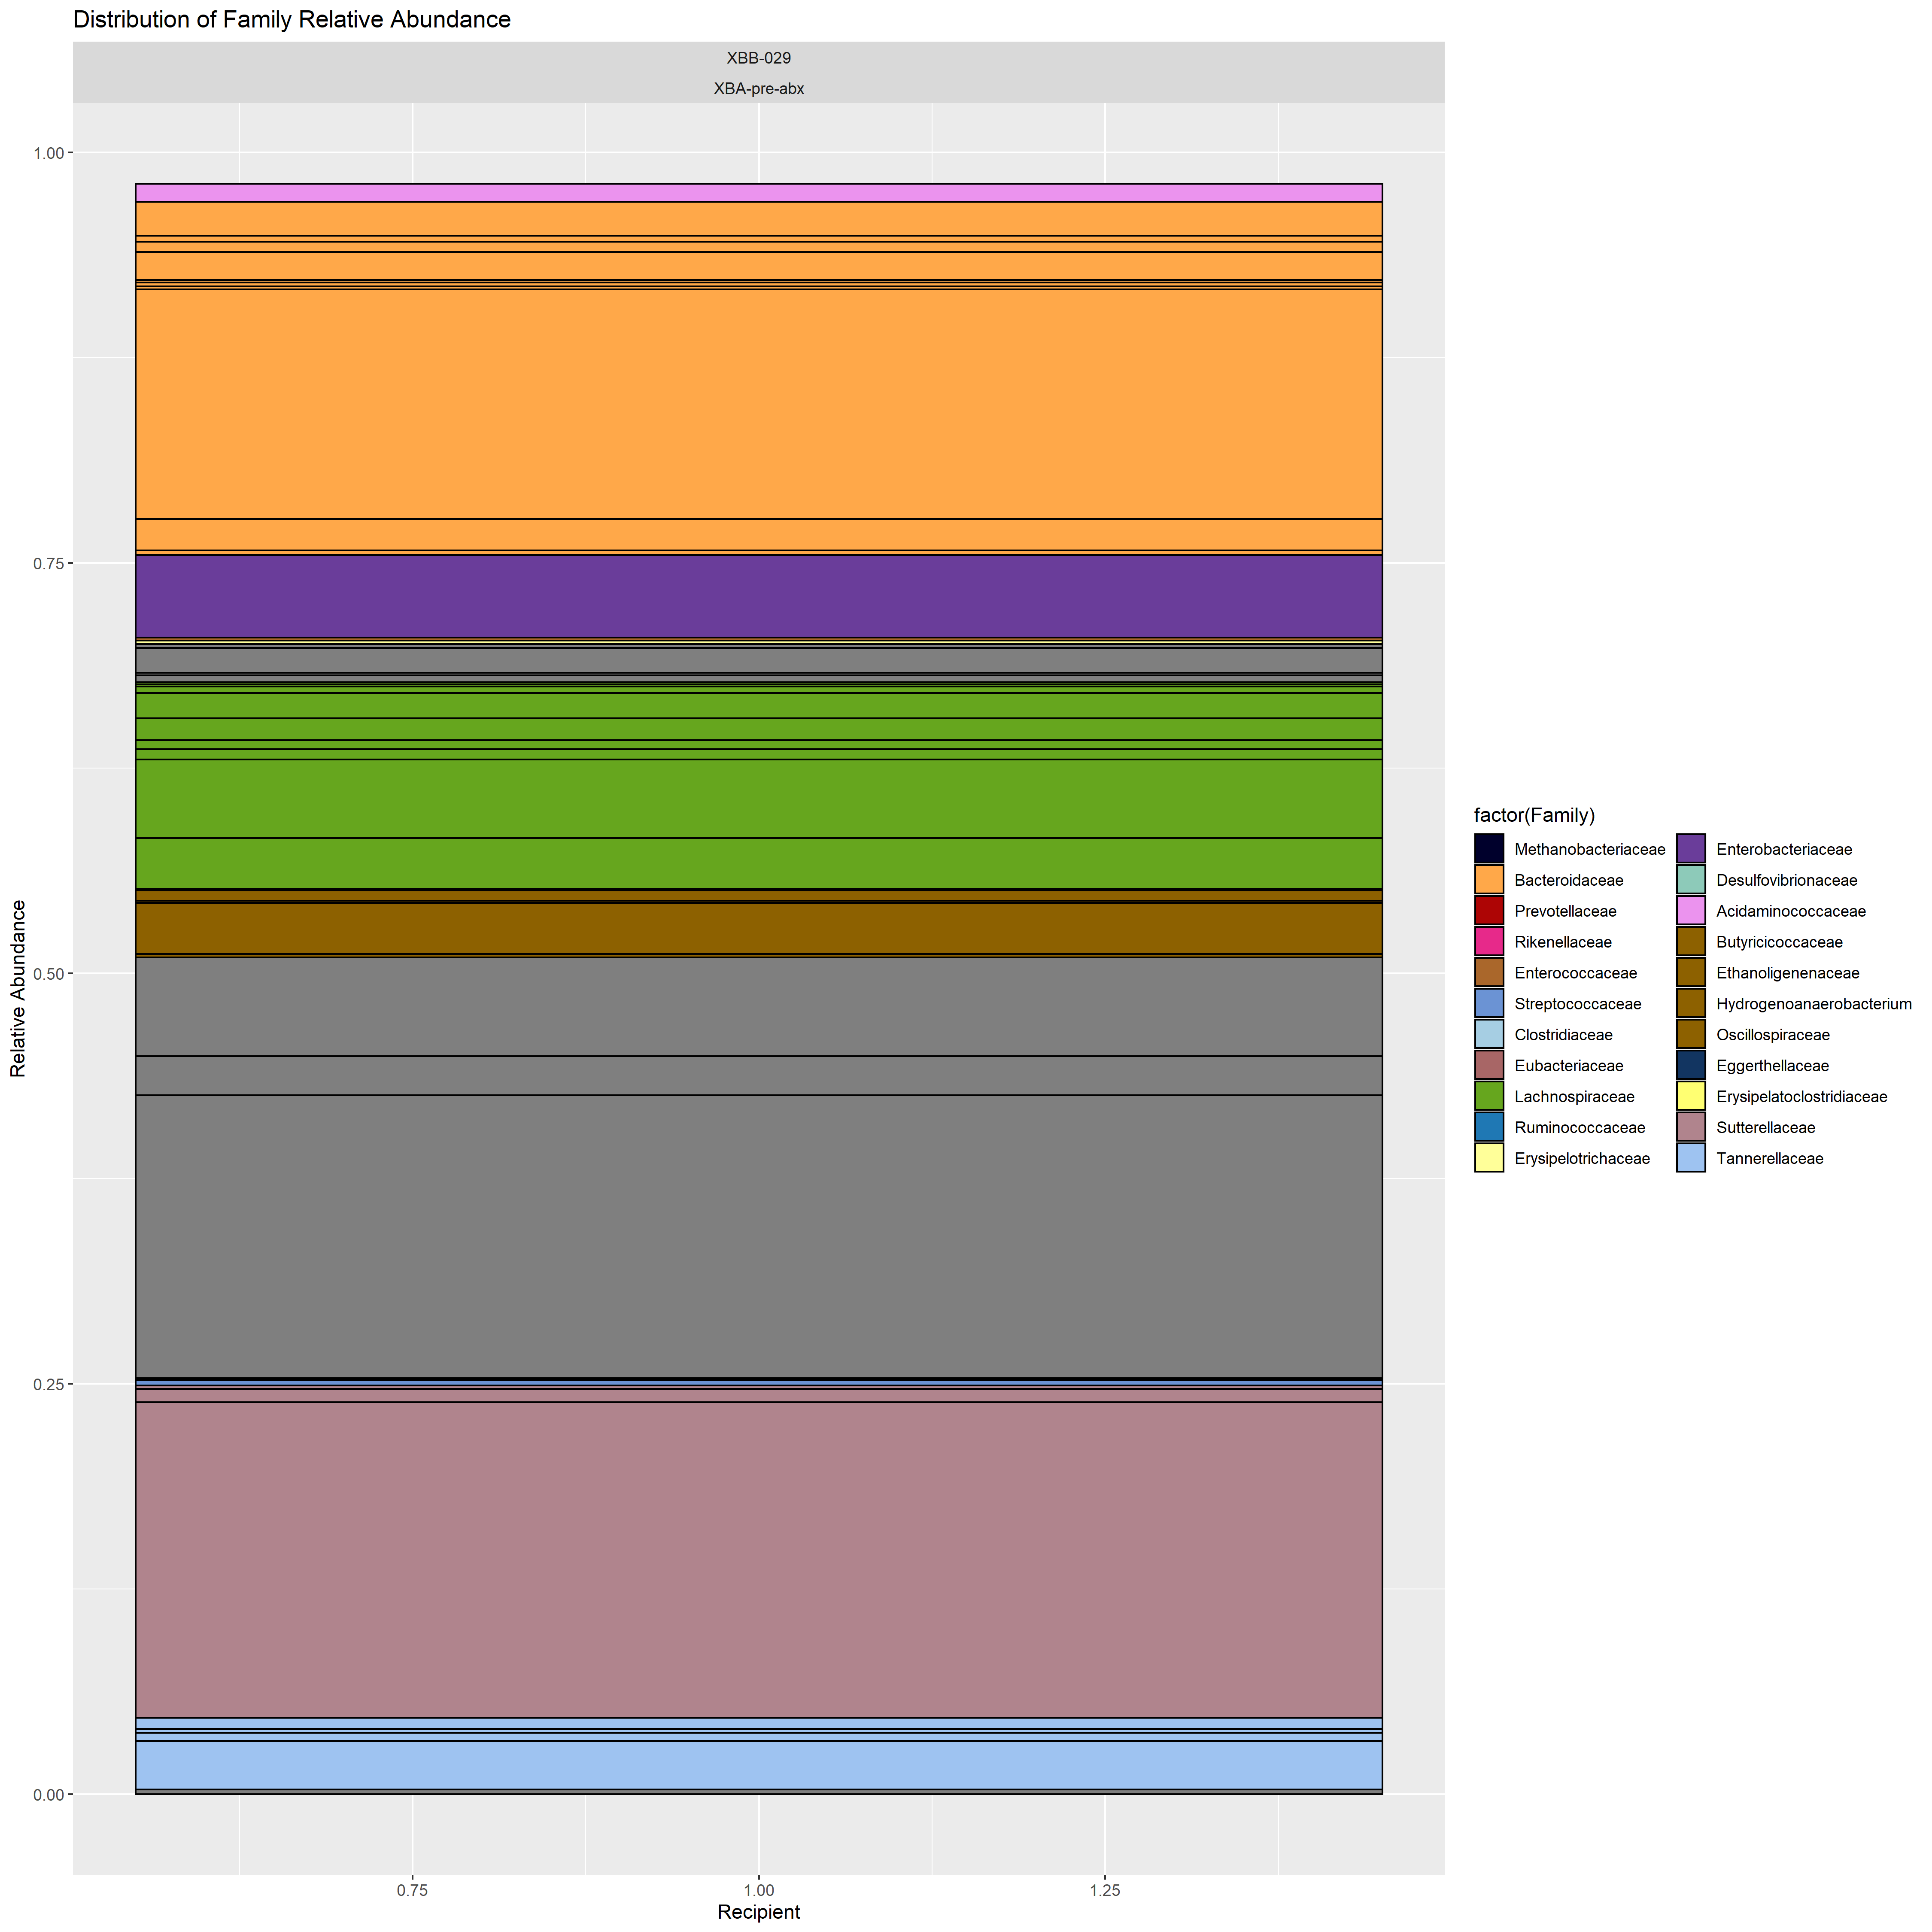 Distribution of Family Relative Abundance
XBB-029
XBA-pre-abx
1.00
0.75
0.50
0.25
0.00
Relative Abundance
0.75
1.00
1.25
Recipient
factor(Family)
Methanobacteriaceae
Bacteroidaceae
Prevotellaceae
Rikenellaceae
Enterococcaceae
Streptococcaceae
Clostridiaceae
Eubacteriaceae
Lachnospiraceae
Ruminococcaceae
Erysipelotrichaceae
Enterobacteriaceae
Desulfovibrionaceae
Acidaminococcaceae
Butyricicoccaceae
Ethanoligenenaceae
Hydrogenoanaerobacterium
Oscillospiraceae
Eggerthellaceae
Erysipelatoclostridiaceae
Sutterellaceae
Tannerellaceae